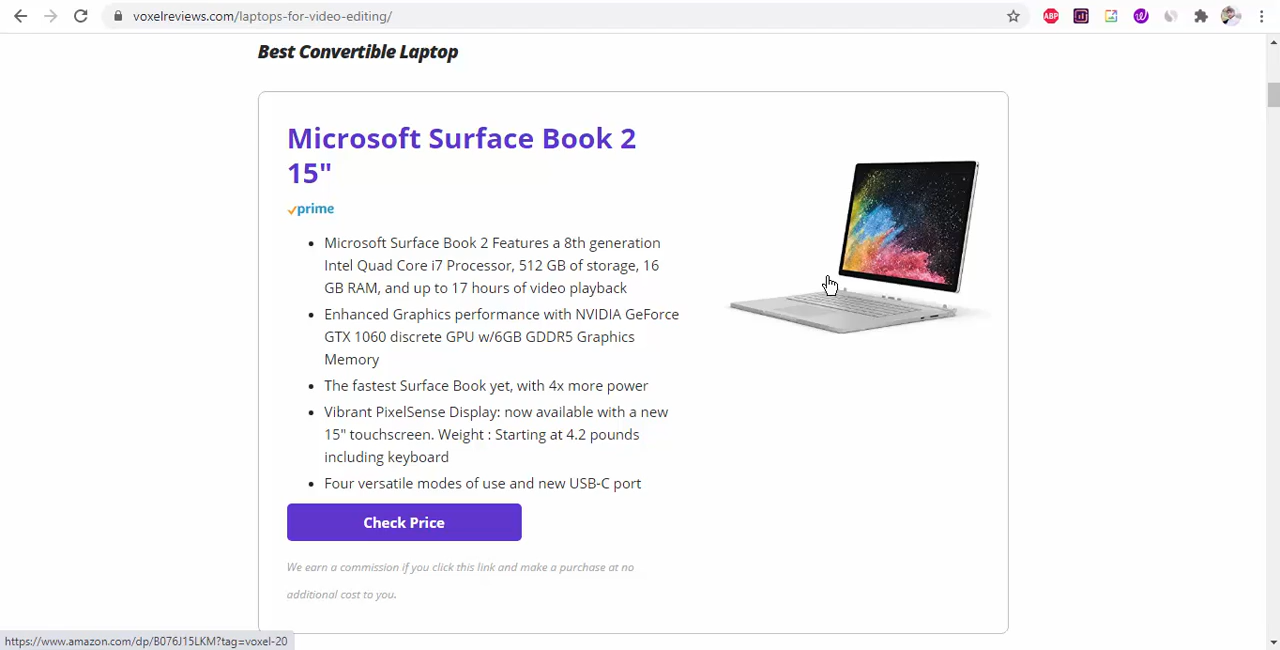 voxelreviews.com/laptops-for-video-editing/
ABP
Best Convertible Laptop
Microsoft Surface Book 2
15"
prime
Microsoft Surface Book 2 Features a 8th generation
Intel Quad Core i7 Processor, 512 GB of storage, 16
GB RAM, and up to 17 hours of video playback
Enhanced Graphics performance with NVIDIA GeForce
GTX 1060 discrete GPU w/6GB GDDR5 Graphics
Memory
The fastest Surface Book yet, with 4x more power
Vibrant PixelSense Display: now available with a new
15" touchscreen. Weight : Starting at 4.2 pounds
including keyboard
Four versatile modes of use and new USB-C port
Check Price
We earn a commission if you click this link and make a purchase at no
additional cost to you.
https://www.amazon.com/dp/B076J15LKM?tag=voxel-20